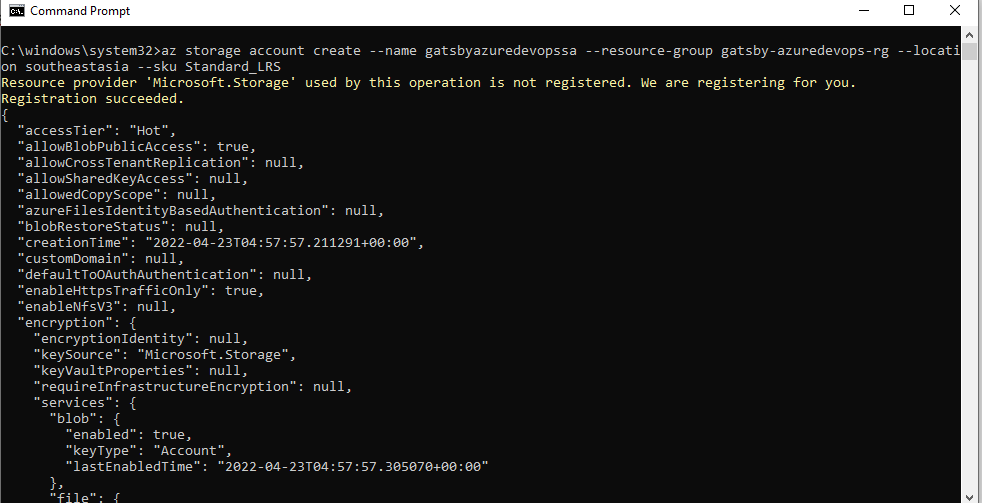 Command Prompt
C:\windows\system32>az storage account create --name gatsbyazuredevopssa --resource-group gatsby-azuredevops-rg --locati
on southeastasia --sku Standard_LRS
Resource provider 'Microsoft.Storage' used by this operation is not registered. We are registering for you.
Registration succeeded.
{
  "accessTier": "Hot",
  "allowBlobPublicAccess": true,
  "allowCrossTenantReplication": null,
  "allowSharedKeyAccess": null,
  "allowedCopyScope": null,
  "azureFilesIdentityBasedAuthentication": null,
  "blobRestoreStatus": null,
  "creationTime": "2022-04-23T04:57:57.211291+00:00",
  "customDomain": null,
  "defaultToOAuthAuthentication": null,
  "enableHttpsTrafficOnly": true,
  "enableNfsV3": null,
  "encryption": {
    "encryptionIdentity": null,
    "keySource": "Microsoft.Storage",
    "keyVaultProperties": null,
    "requireInfrastructureEncryption": null,
    "services": {
      "blob": {
        "enabled": true,
        "keyType": "Account",
        "lastEnabledTime": "2022-04-23T04:57:57.305070+00:00"
      },
      "file": {